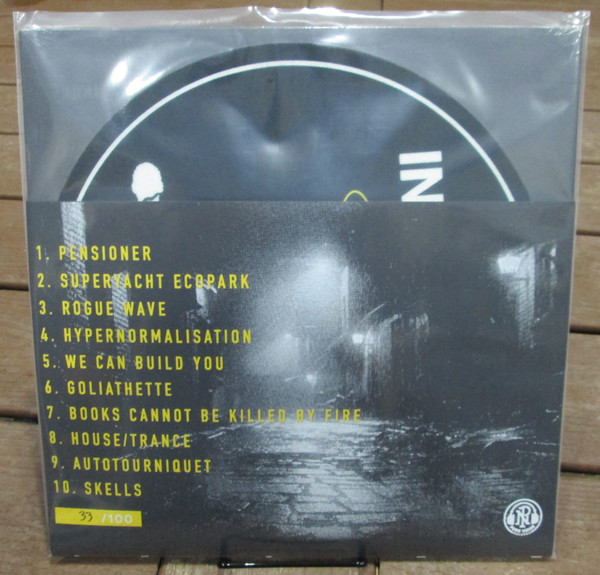 INI
1. PENSIONER
2. SUPERYACHT ECOPARK
3. ROGUE WAVE
4. HYPERNORMALISATION
5. WE CAN BUILD YOU
6. GOLIATHETTE
7. BOOKS CANNOT BE KILLED BY FIRE
8. HOUSE/TRANCE
9. AUTOTOURNIQUET
10. SKELLS
33 /100